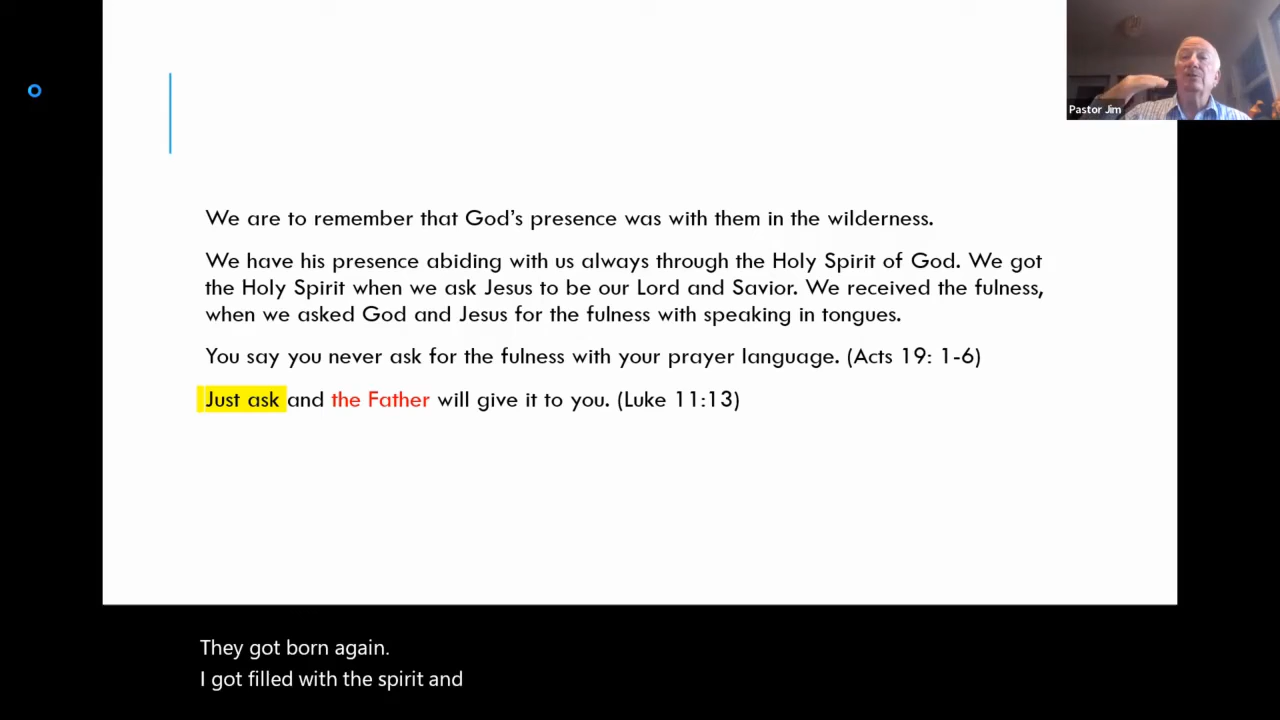 Pastor Jim
We are to remember that God's presence was with them in the wilderness.
We have his presence abiding with us always through the Holy Spirit of God. We got
the Holy Spirit when we ask Jesus to be our Lord and Savior. We received the fulness,
when we asked God and Jesus for the fulness with speaking in tongues.
You say you never ask for the fulness with your prayer language. (Acts 19: 1-6)
Just ask and the Father will give it to you. (Luke 11:13)
They got born again.
I got filled with the spirit and